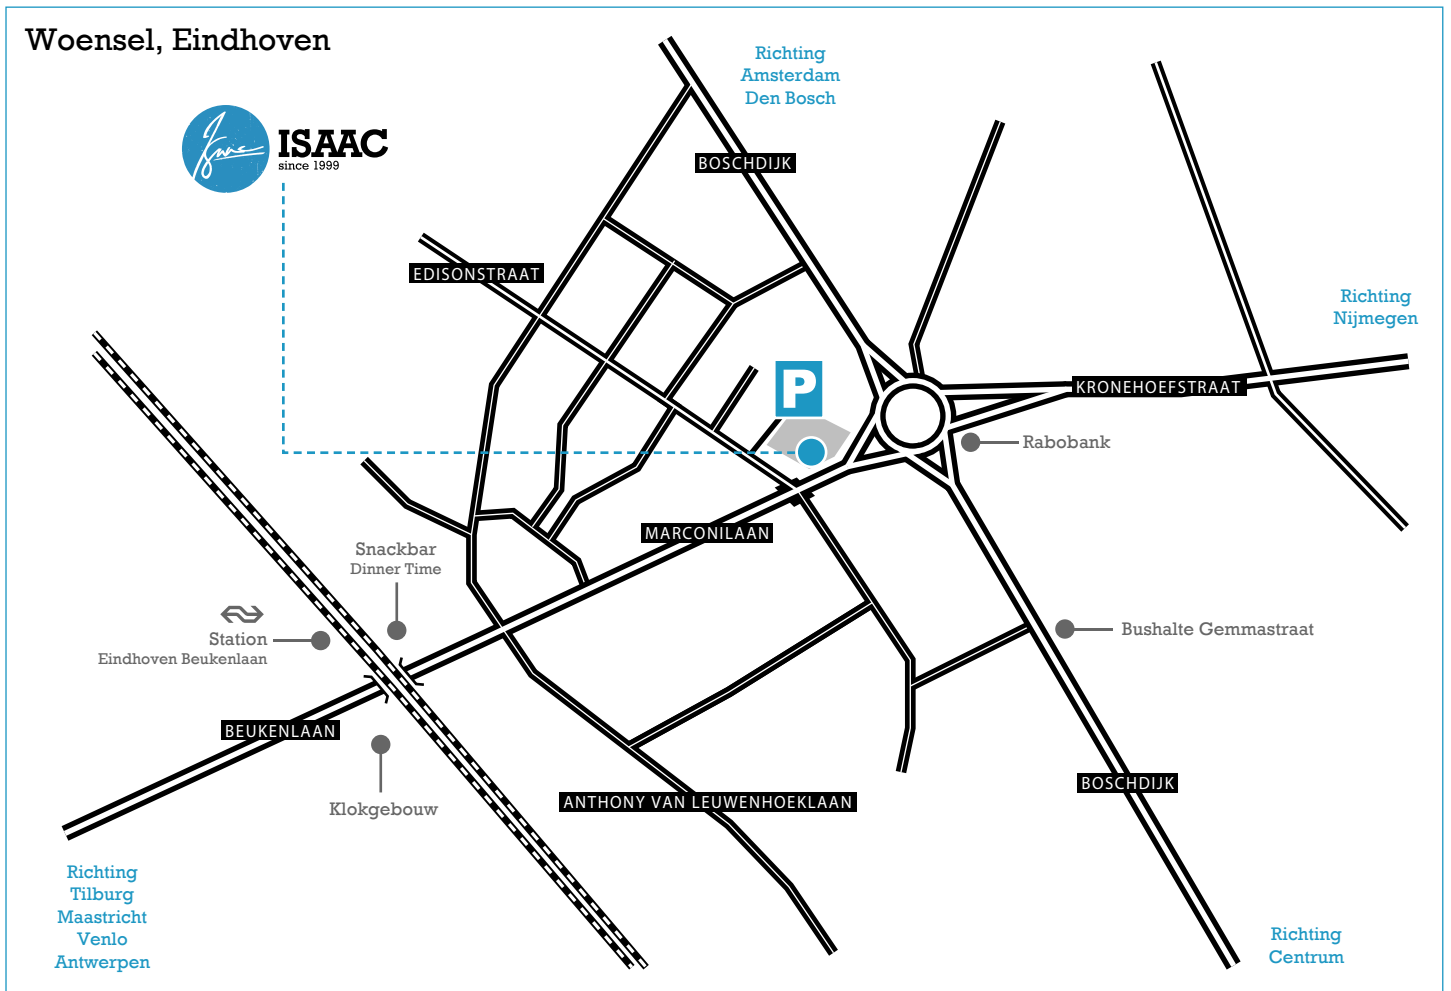 Woensel, Eindhoven
Richting
Amsterdam
Den Bosch
ISAAC
since 1999
BOSCHDIJK
EDISONSTRAAT
Richting
Nijmegen
P
KRONEHOEFSTRAAT
Rabobank
MARCONILAAN
Snackbar
Dinner Time
Station
Eindhoven Beukenlaan
Bushalte Gemmastraat
BEUKENLAAN
BOSCHDIJK
ANTHONY VAN LEUWENHOEKLAAN
Klokgebouw
Richting
Tilburg
Maastricht
Venlo
Antwerpen
Richting
Centrum